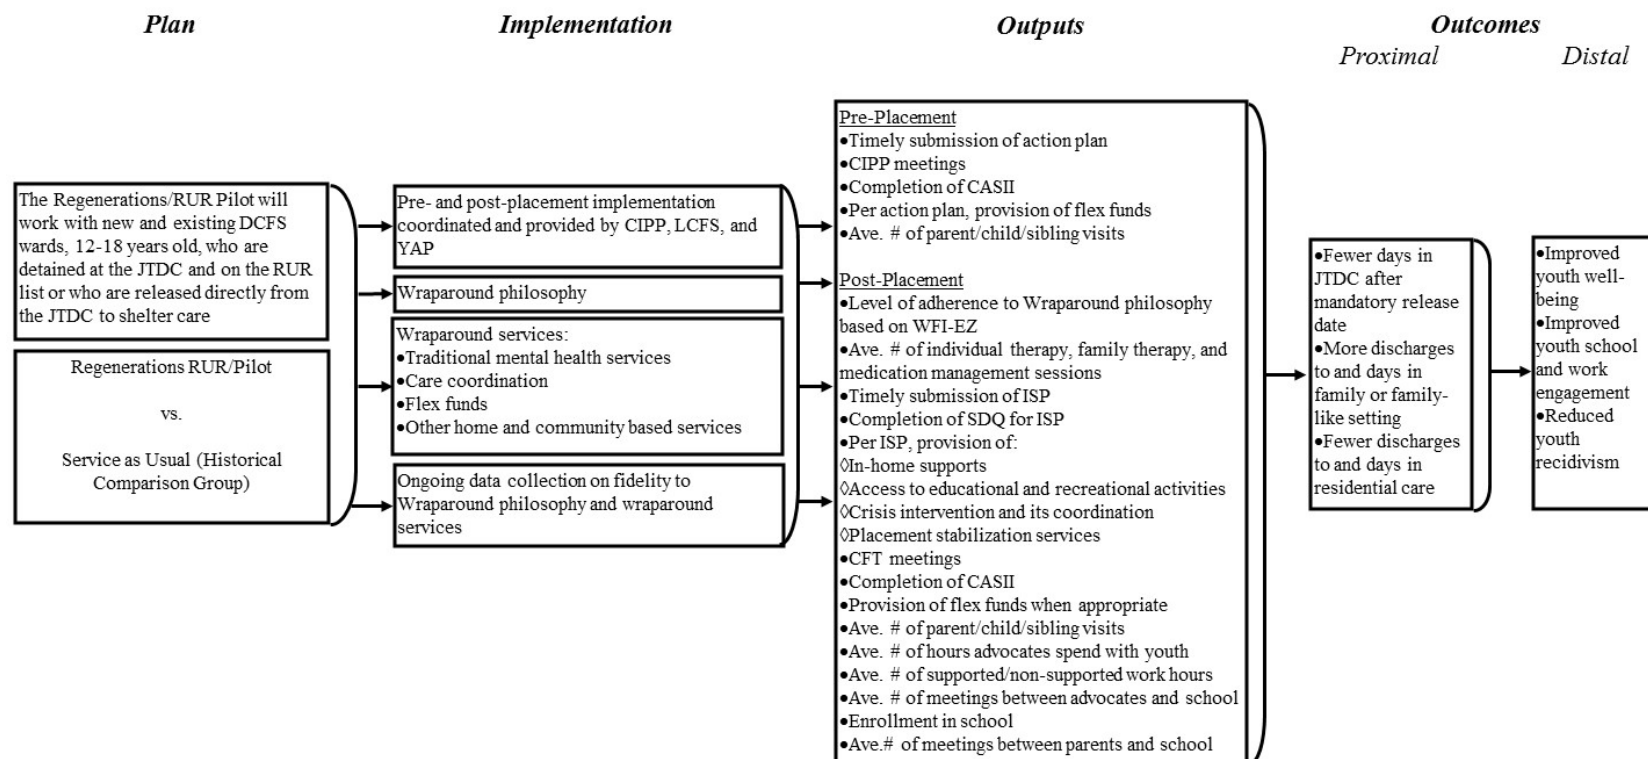 Plan
Implementation
Outputs
Outcomes
Proximal
Distal
The Regenerations/RUR Pilot will
work with new and existing DCFS
wards, 12-18 years old, who are
detained at the JTDC and on the RUR
list or who are released directly from
the JTDC to shelter care
Regenerations RUR/Pilot
vs.
Service as Usual (Historical
Comparison Group)
Pre- and post-placement implementation
coordinated and provided by CIPP, LCFS, and
YAP
Wraparound philosophy
Wraparound services:
•Traditional mental health services
•Care coordination
•Flex funds
•Other home and community based services
Ongoing data collection on fidelity to
Wraparound philosophy and wraparound
services
Pre-Placement
•Timely submission of action plan
•CIPP meetings
•Completion of CASII
•Per action plan, provision of flex funds
•Ave. # of parent/child/sibling visits
Post-Placement
•Level of adherence to Wraparound philosophy
based on WFI-EZ
•Ave. # of individual therapy, family therapy, and
medication management sessions
•Timely submission of ISP
•Completion of SDQ for ISP
•Per ISP, provision of:
◊In-home supports
◊Access to educational and recreational activities
◊Crisis intervention and its coordination
◊Placement stabilization services
•CFT meetings
•Completion of CASII
•Provision of flex funds when appropriate
•Ave. # of parent/child/sibling visits
•Ave. # of hours advocates spend with youth
•Ave. # of supported/non-supported work hours
•Ave. # of meetings between advocates and school
•Enrollment in school
•Ave.# of meetings between parents and school
•Fewer days in
JTDC after
mandatory release
date
•More discharges
to and days in
family or family-
like setting
•Fewer discharges
to and days in
residential care
•Improved
youth well-
being
•Improved
youth school
and work
engagement
•Reduced
youth
recidivism